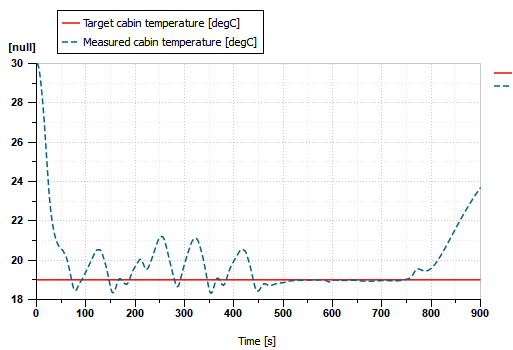 Target cabin temperature [degC]
Measured cabin temperature [degC]
[null]
30
28
26
24
22
20
18
0 100 200 300 400 500 600 700 800 900
Time [s]